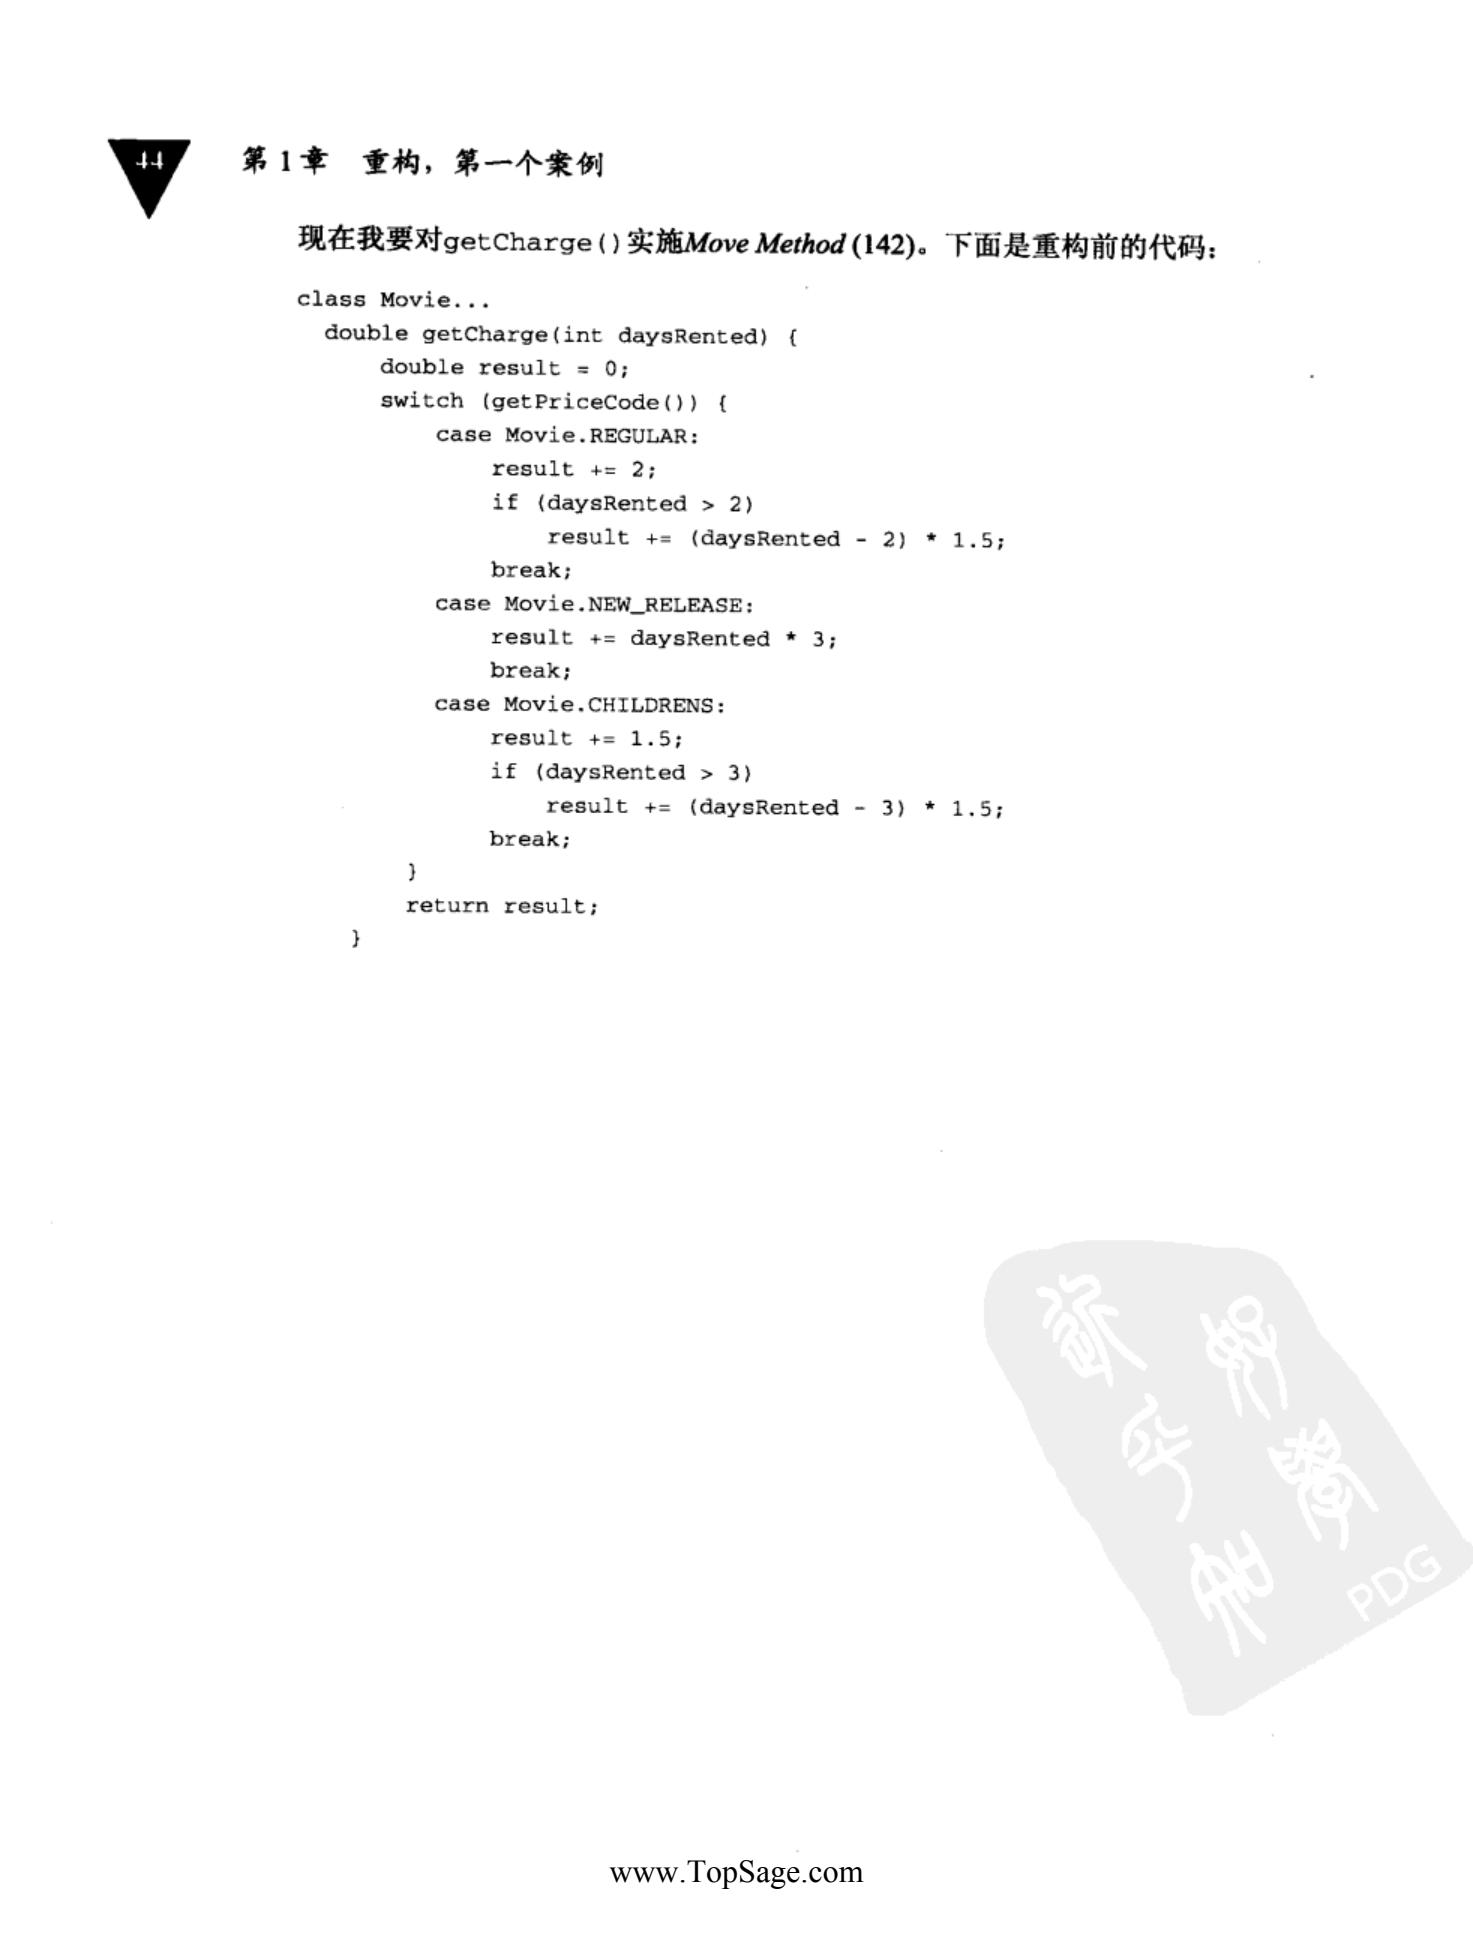 44
第1章 重构，第一个案例
现在我要对getCharge()实施Move Method (142)。下面是重构前的代码：
class Movie...
  double getCharge(int daysRented) {
      double result = 0;
      switch (getPriceCode()) {
          case Movie.REGULAR:
              result += 2;
              if (daysRented > 2)
                  result += (daysRented - 2) * 1.5;
              break;
          case Movie.NEW_RELEASE:
              result += daysRented * 3;
              break;
          case Movie.CHILDRENS:
              result += 1.5;
              if (daysRented > 3)
                  result += (daysRented - 3) * 1.5;
              break;
        }
        return result;
    }
PDG
www.TopSage.com